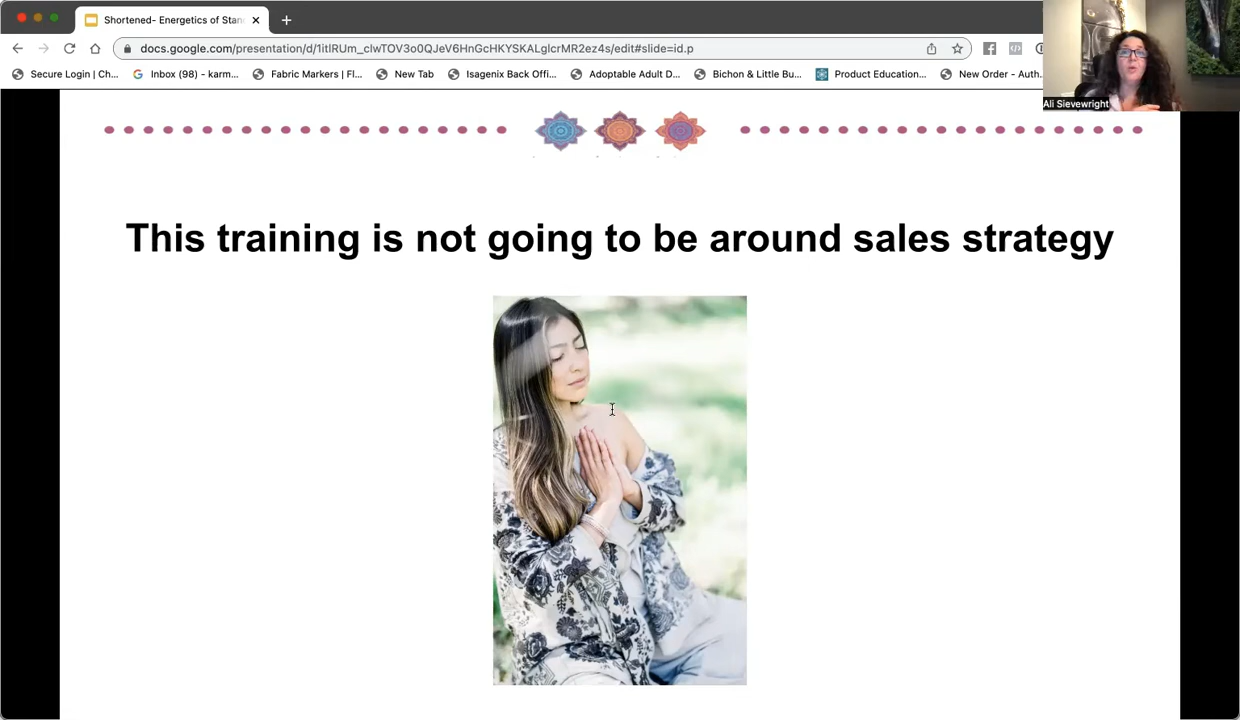 Shortened- Energetics of Stan
docs.google.com/presentation/d/1itlRUm_clwTOV3o0QJeV6HnGcHKYSKALglcrMR2ez4s/edit#slide=id.p
Secure Login | Ch... Inbox (98) - karm... Fabric Markers | Fl... New Tab Isagenix Back Offi... Adoptable Adult D... Bichon & Little Bu... Product Education... New Order - Auth.
Ali Sievewright
This training is not going to be around sales strategy